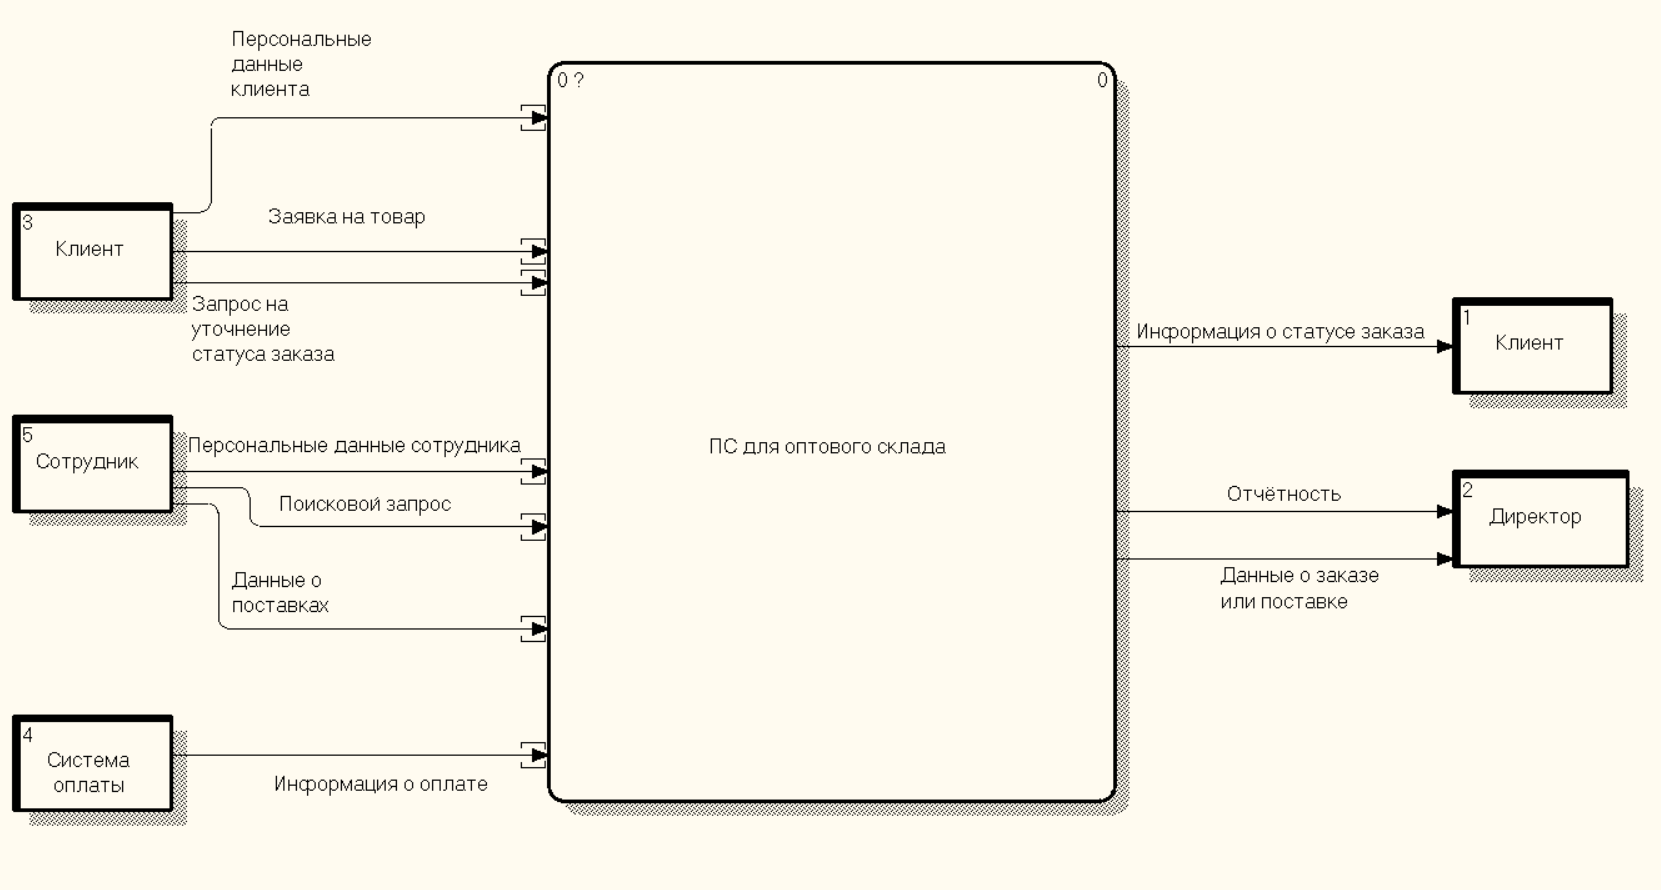 Персональные
данные
клиента
0 ?
0
3
Клиент
Заявка на товар
Запрос на
уточнение
статуса заказа
5
Сотрудник
Персональные данные сотрудника
Поисковой запрос
Данные о
поставках
4
Система
оплаты
Информация о оплате
ПС для оптового склада
Информация о статусе заказа
1
Клиент
Отчётность
2
Директор
Данные о заказе
или поставке